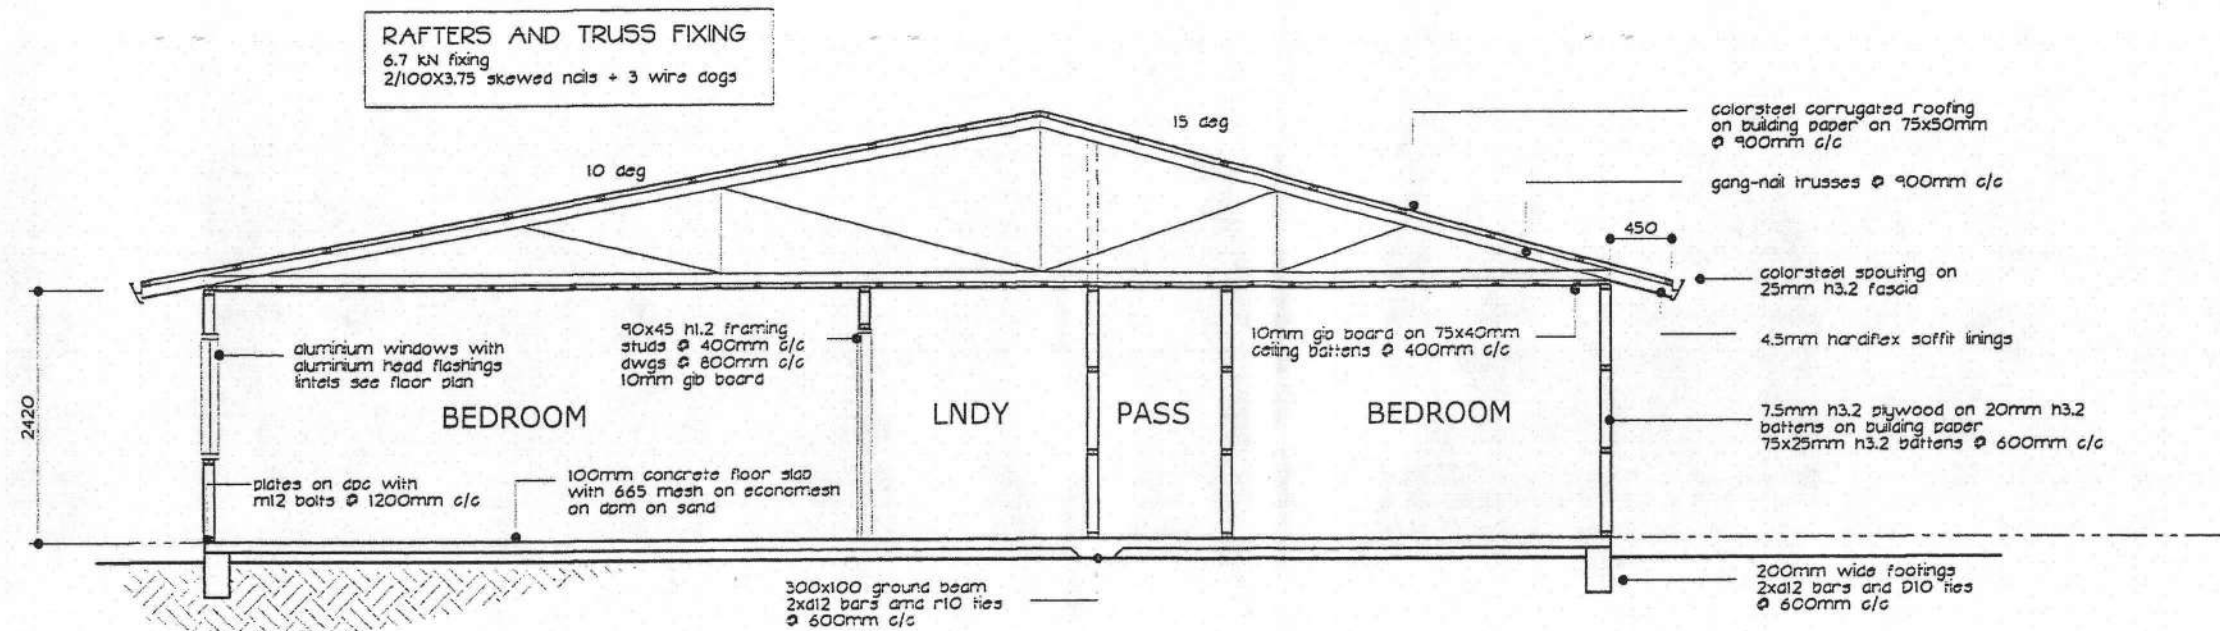 RAFTERS AND TRUSS FIXING
6.7 kN fixing
2/100X3.75 skewed nails + 3 wire dogs
10 deg
15 deg
colorsteel corrugated roofing
on building paper on 75x50mm
@ 900mm c/c
gang-nail trusses @ 900mm c/c
450
colorsteel spouting on
25mm h3.2 fascia
4.5mm hardiflex soffit linings
7.5mm h3.2 plywood on 20mm h3.2
battens on building paper
75x25mm h3.2 battens @ 600mm c/c
2420
aluminium windows with
aluminium head flashings
lintels see floor plan
90x45 h1.2 framing
studs @ 400mm c/c
dwgs @ 800mm c/c
10mm gib board
10mm gib board on 75x40mm
ceiling battens @ 400mm c/c
BEDROOM
LNDY
PASS
BEDROOM
plates on dpc with
m12 bolts @ 1200mm c/c
100mm concrete floor slab
with 665 mesh on economesh
on dpm on sand
300x100 ground beam
2xd12 bars and r10 ties
@ 600mm c/c
200mm wide footings
2xd12 bars and D10 ties
@ 600mm c/c